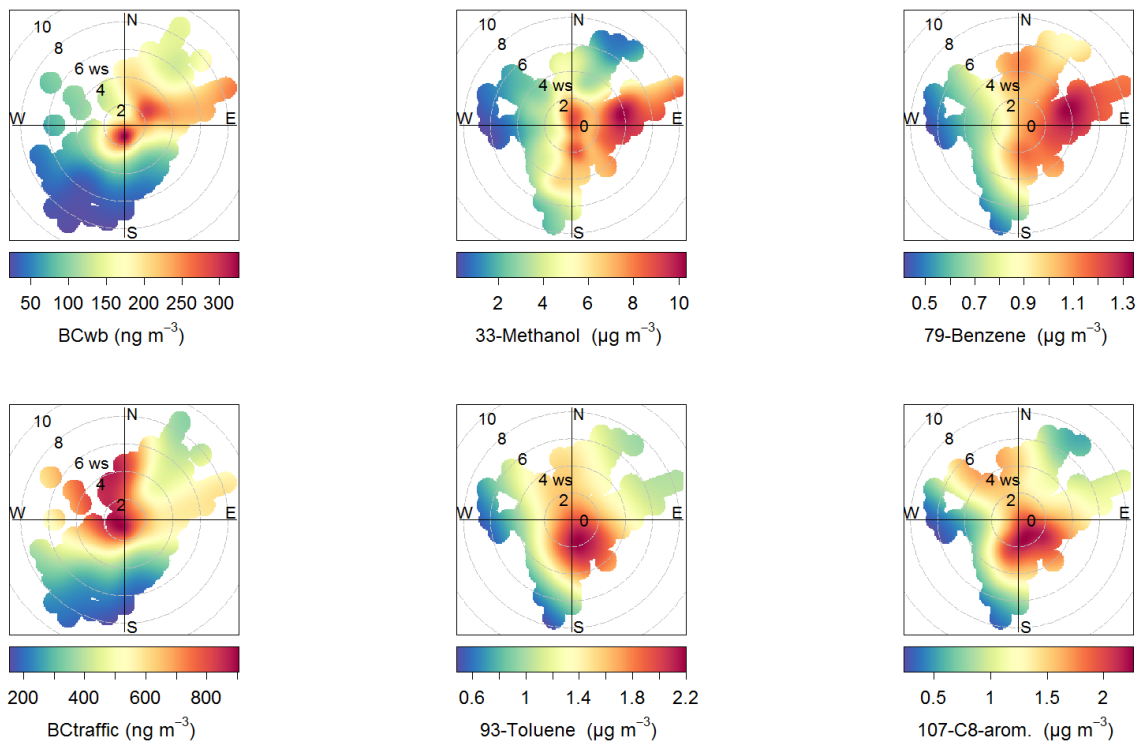 N
10
8
6 ws
4
2
W
E
S
50 100 150 200 250 300
BCwb (ng m⁻³)
N
10
8
6
4 ws
2
0
W
E
S
2 4 6 8 10
33-Methanol (µg m⁻³)
N
10
8
6
4 ws
2
0
W
E
S
0.5 0.7 0.9 1.1 1.3
79-Benzene (µg m⁻³)
N
10
8
6 ws
4
2
W
E
S
200 400 600 800
BCtraffic (ng m⁻³)
N
10
8
6
4 ws
2
0
W
E
S
0.6 1 1.4 1.8 2.2
93-Toluene (µg m⁻³)
N
10
8
6
4 ws
2
0
W
E
S
0.5 1 1.5 2
107-C8-arom. (µg m⁻³)